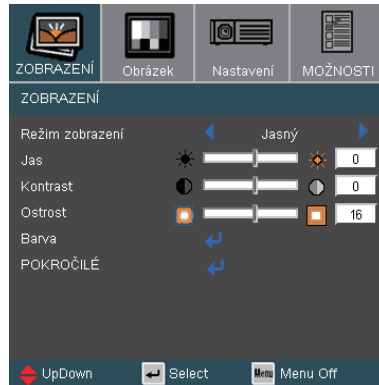 ZOBRAZENÍ Obrázek Nastavení MOŽNOSTI
ZOBRAZENÍ
Režim zobrazení Jasný
Jas 0
Kontrast 0
Ostrost 16
Barva
POKROČILÉ
UpDown Select Menu Menu Off